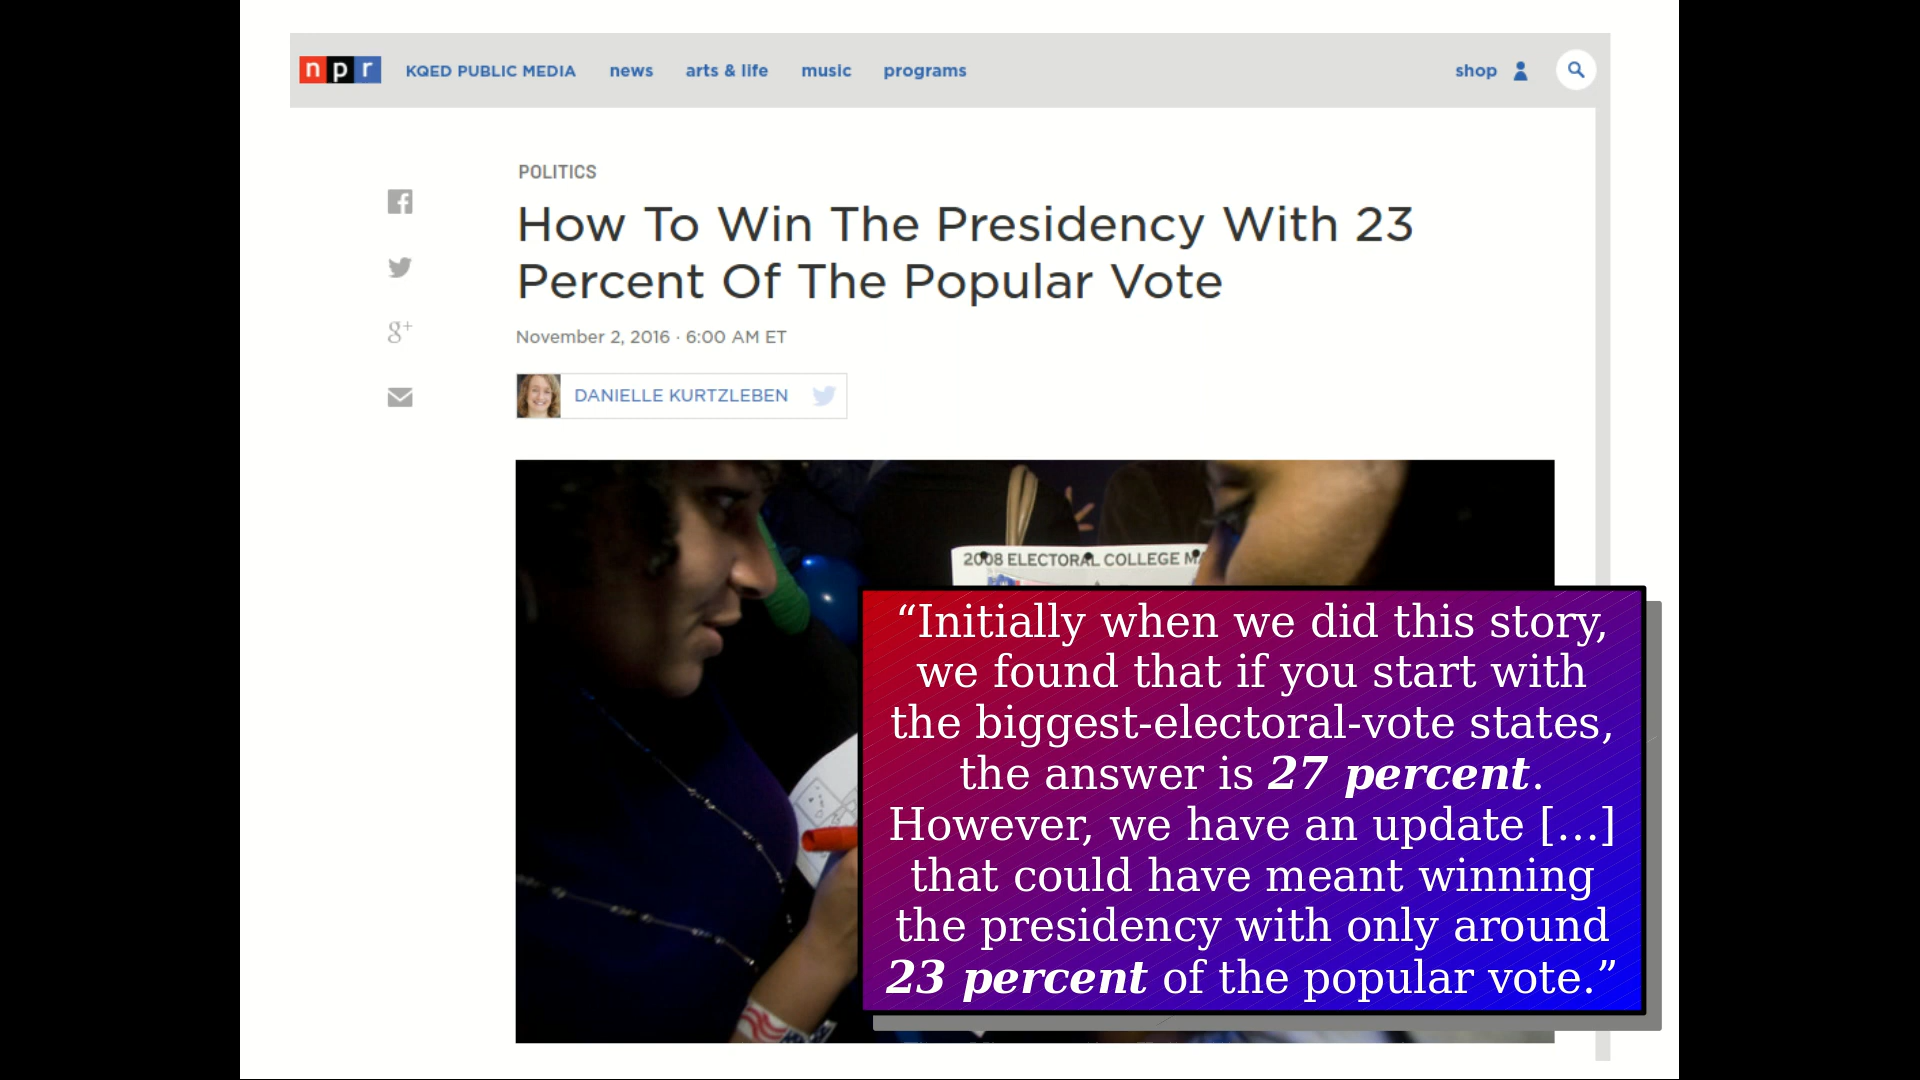 npr KQED PUBLIC MEDIA news arts & life music programs shop
POLITICS
How To Win The Presidency With 23
Percent Of The Popular Vote
November 2, 2016 · 6:00 AM ET
DANIELLE KURTZLEBEN
g+
2008 ELECTORAL COLLEGE
“Initially when we did this story,
we found that if you start with
the biggest-electoral-vote states,
the answer is 27 percent.
However, we have an update […]
that could have meant winning
the presidency with only around
23 percent of the popular vote.”